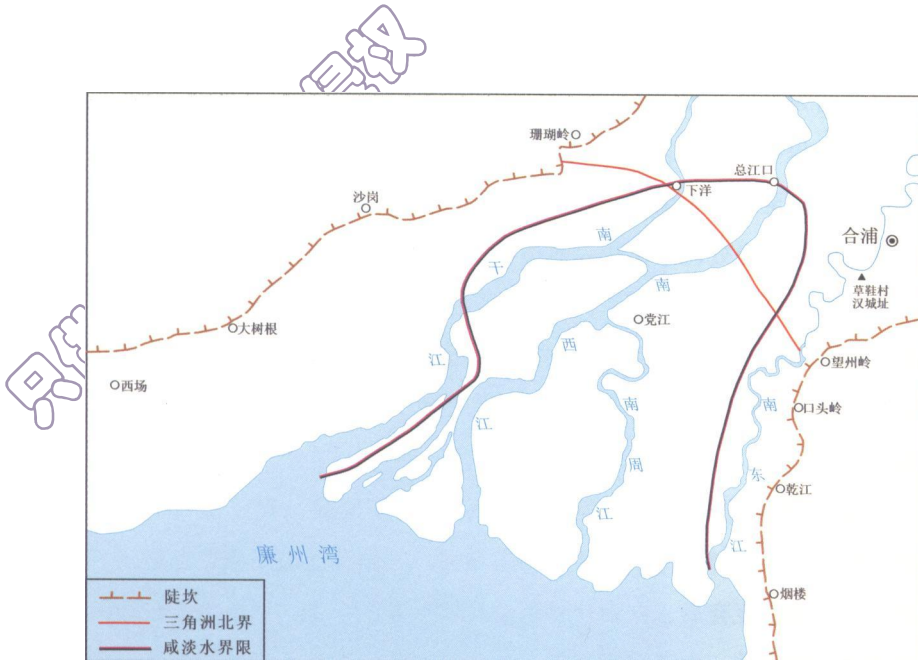 侵权
只
珊瑚岭
总江口
下洋
沙岗
合浦
草鞋村
汉城址
南
干
江
南
西
江
党江
大树根
西场
望州岭
口头岭
南
周
江
南
东
江
乾江
烟楼
廉州湾
陡坎
三角洲北界
咸淡水界限